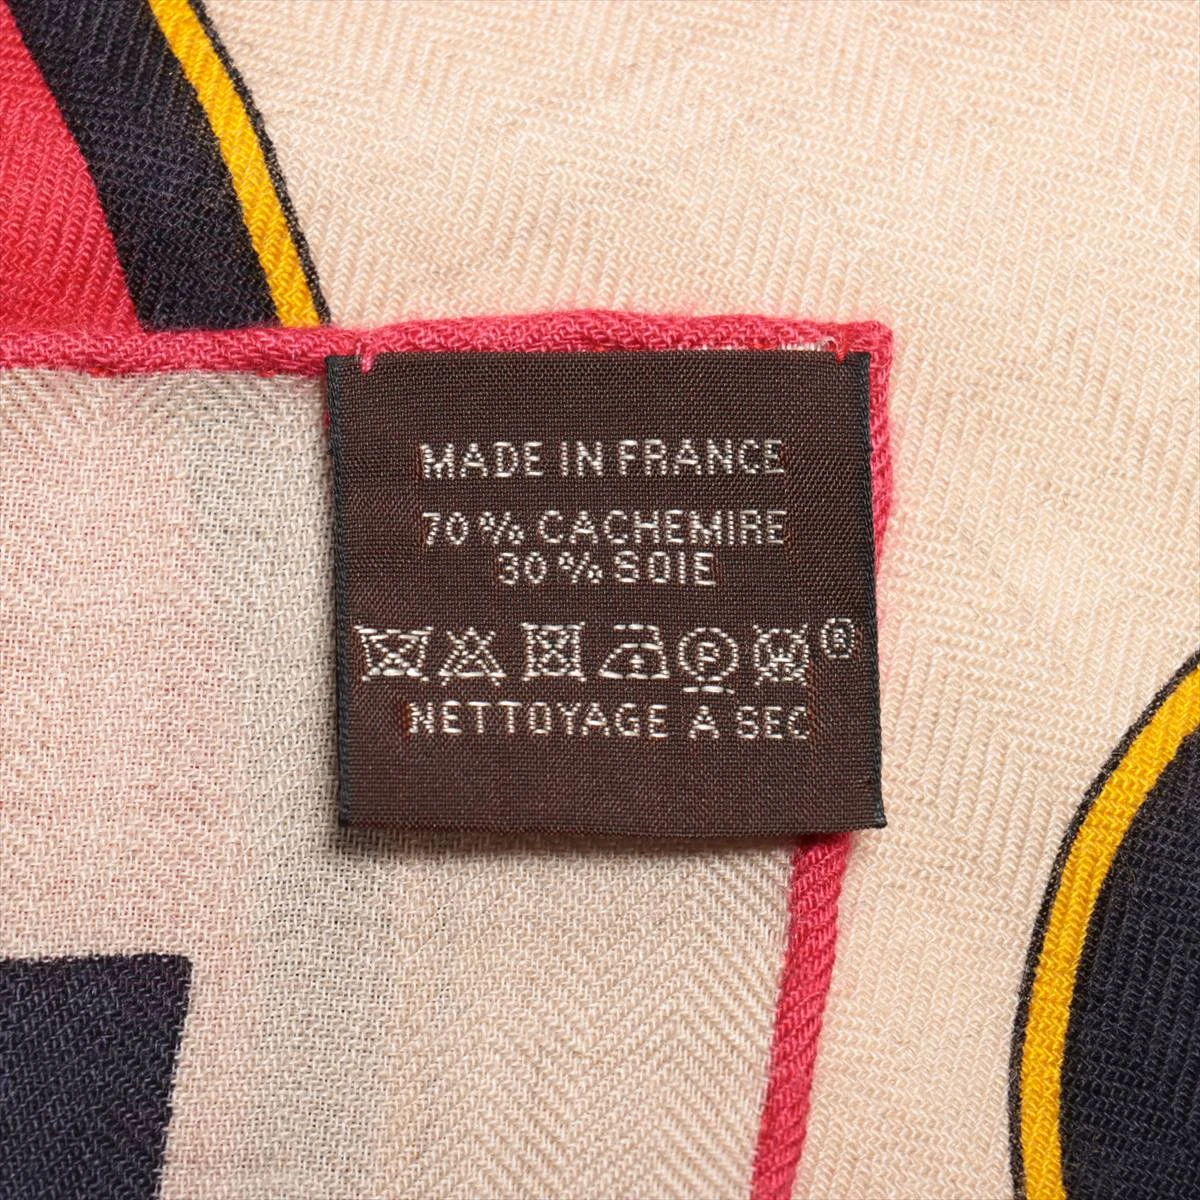 MADE IN FRANCE
70 % CACHEMIRE
30 % SOIE
P W ®
NETTOYAGE A SEC